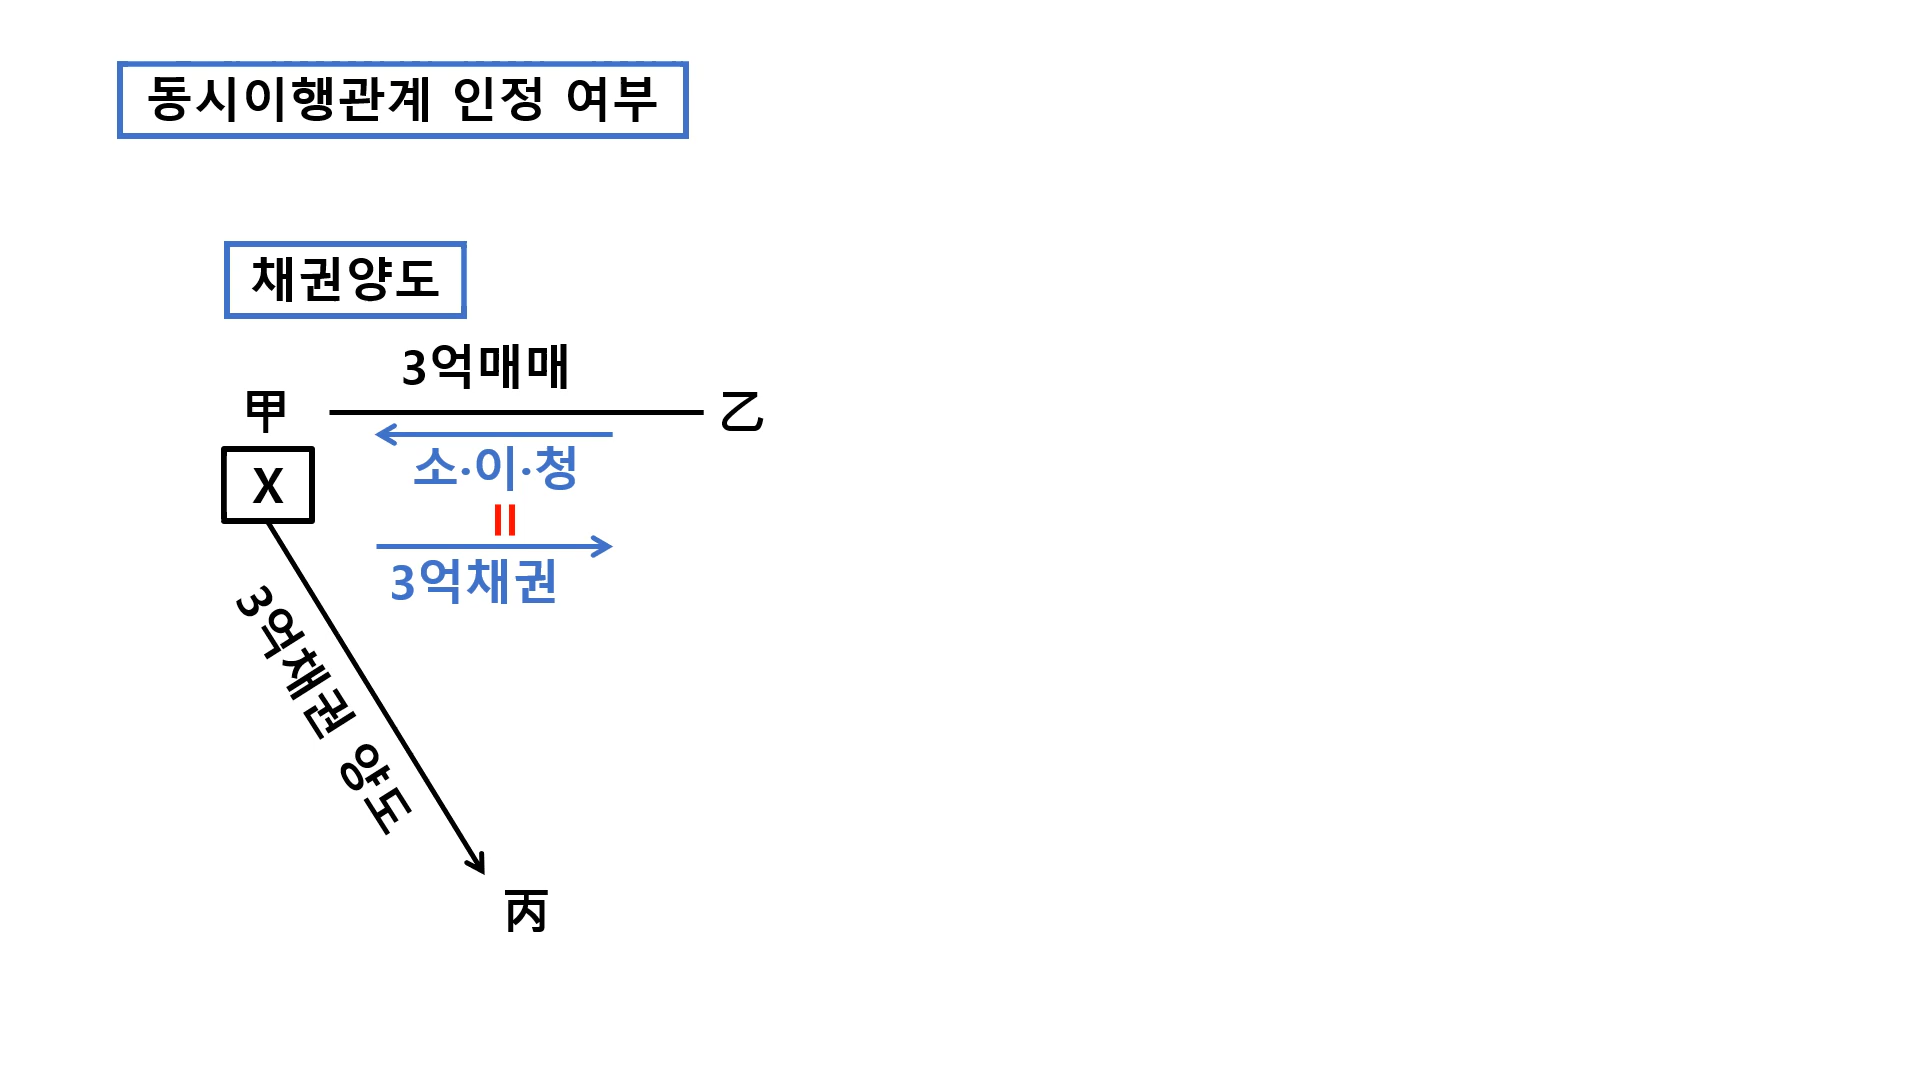 동시이행관계 인정 여부
채권양도
3억매매
甲
乙
소·이·청
X
=
3억채권
3억채권 양도
丙